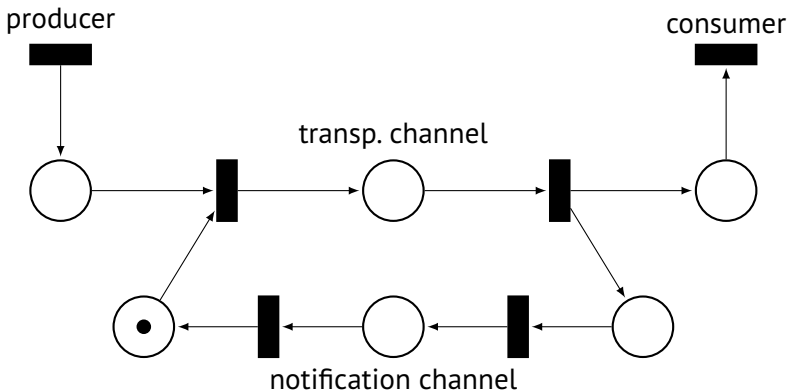 producer
consumer
transp. channel
notification channel